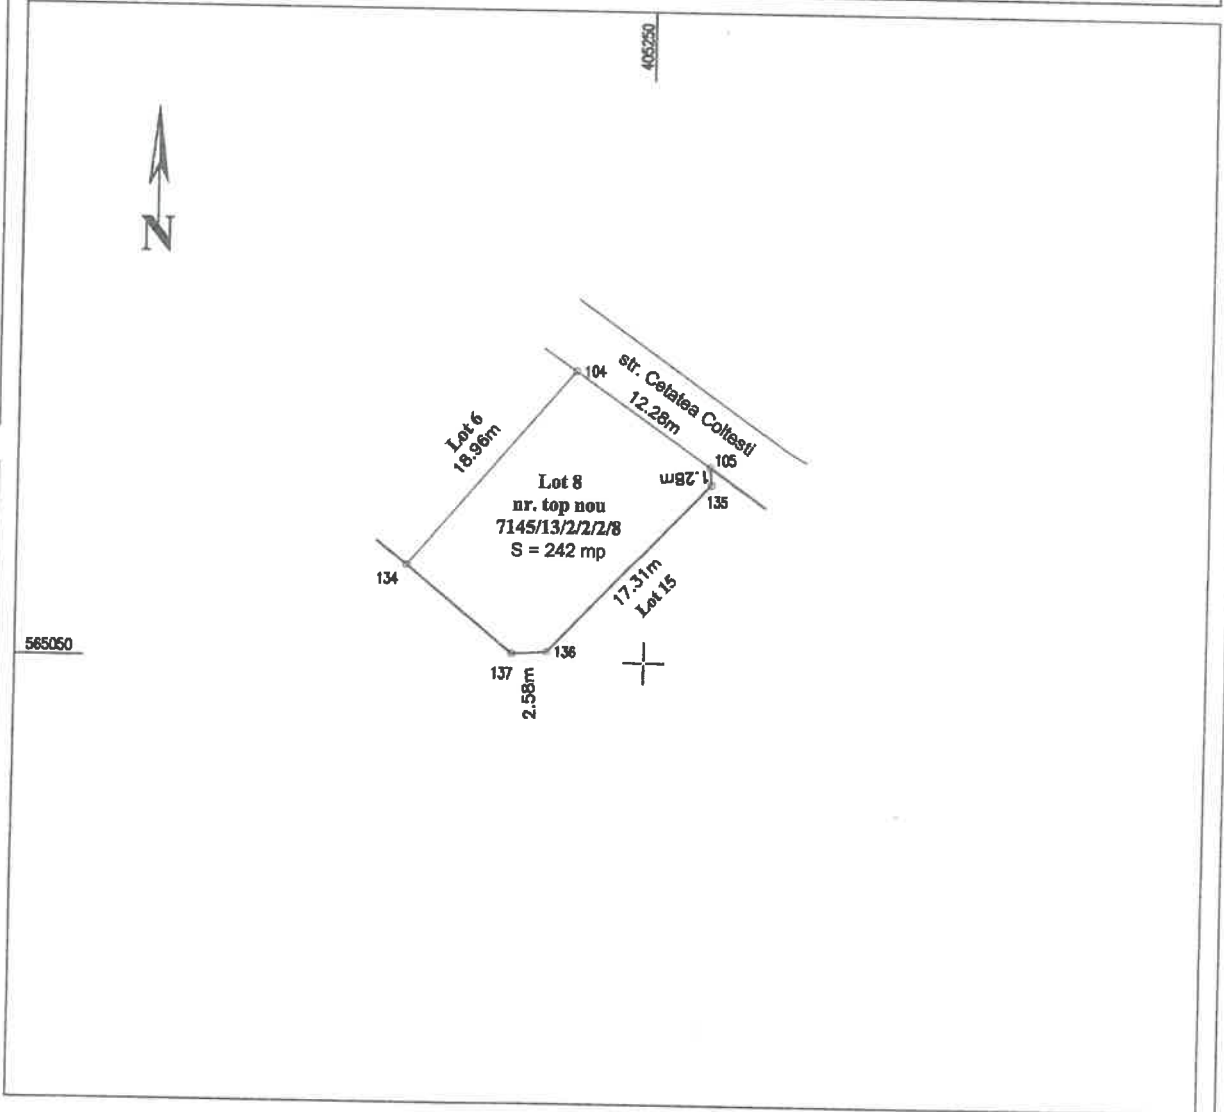 405250
N
104
str. Cetatea Coltesti
12.28m
Lot 6
18.96m
105
1.28m
135
Lot 8
nr. top nou
7145/13/2/2/2/8
S = 242 mp
134
17.31m
Lot 15
565050
136
137
2.58m